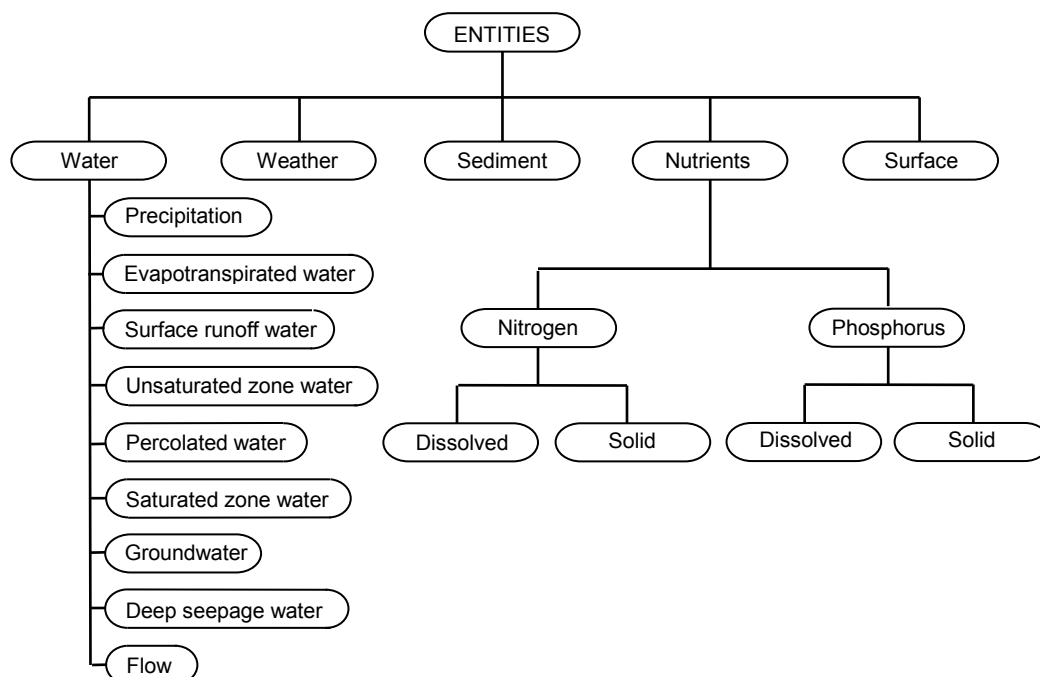 ENTITIES
Water
Weather
Sediment
Nutrients
Surface
Precipitation
Evapotranspirated water
Surface runoff water
Unsaturated zone water
Percolated water
Saturated zone water
Groundwater
Deep seepage water
Flow
Nitrogen
Phosphorus
Dissolved
Solid
Dissolved
Solid